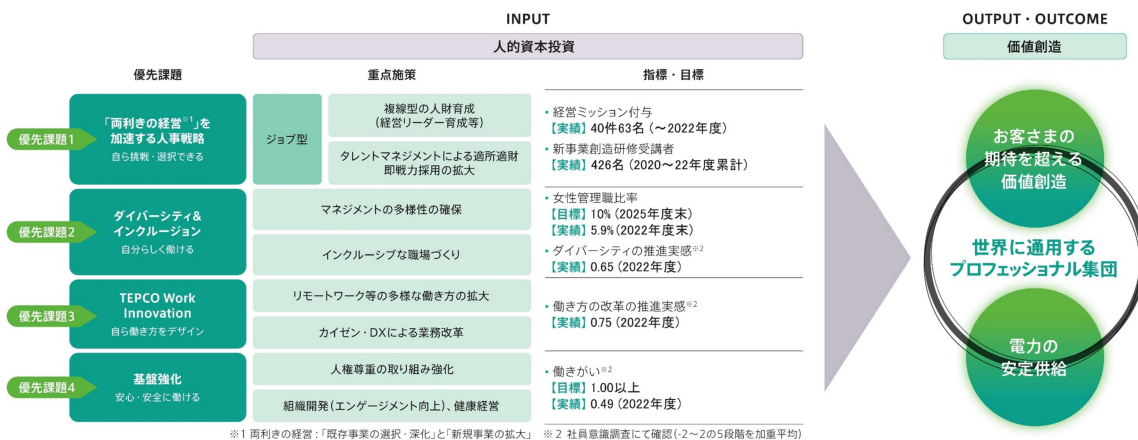 INPUT
OUTPUT・OUTCOME
人的資本投資
価値創造
優先課題
重点施策
指標・目標
優先課題1
「両利きの経営※1」を
加速する人事戦略
自ら挑戦・選択できる
ジョブ型
複線型の人財育成
(経営リーダー育成等)
タレントマネジメントによる適所適財
即戦力採用の拡大
・経営ミッション付与
【実績】40件63名(~2022年度)
・新事業創造研修受講者
【実績】426名(2020~22年度累計)
優先課題2
ダイバーシティ&
インクルージョン
自分らしく働ける
マネジメントの多様性の確保
インクルーシブな職場づくり
・女性管理職比率
【目標】10%(2025年度末)
【実績】5.9%(2022年度末)
・ダイバーシティの推進実感※2
【実績】0.65(2022年度)
優先課題3
TEPCO Work
Innovation
自ら働き方をデザイン
リモートワーク等の多様な働き方の拡大
カイゼン・DXによる業務改革
・働き方の改革の推進実感※2
【実績】0.75(2022年度)
優先課題4
基盤強化
安心・安全に働ける
人権尊重の取り組み強化
組織開発(エンゲージメント向上)、健康経営
・働きがい※2
【目標】1.00以上
【実績】0.49(2022年度)
お客さまの
期待を超える
価値創造
世界に通用する
プロフェッショナル集団
電力の
安定供給
※1 両利きの経営:「既存事業の選択・深化」と「新規事業の拡大」 ※2 社員意識調査にて確認(-2~2の5段階を加重平均)